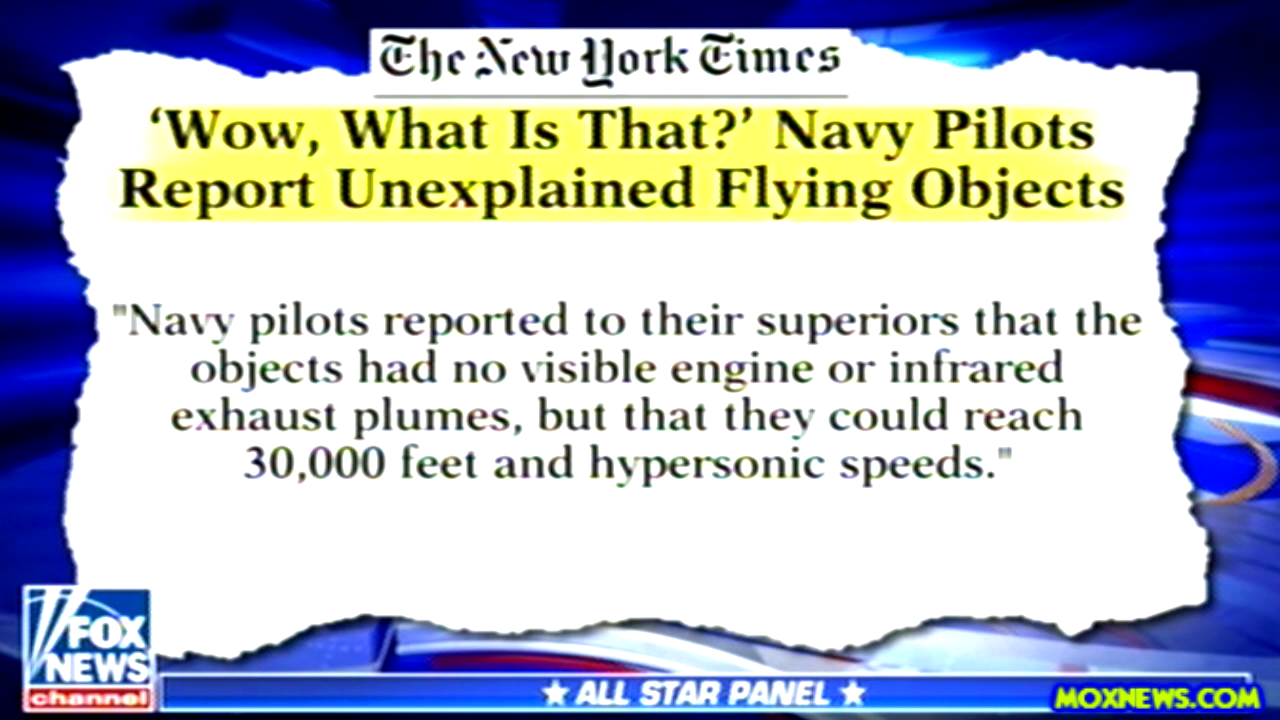 The New York Times
‘Wow, What Is That?’ Navy Pilots
Report Unexplained Flying Objects
"Navy pilots reported to their superiors that the
objects had no visible engine or infrared
exhaust plumes, but that they could reach
30,000 feet and hypersonic speeds."
FOX
NEWS
channel
★ ALL STAR PANEL ★
MOXNEWS.COM